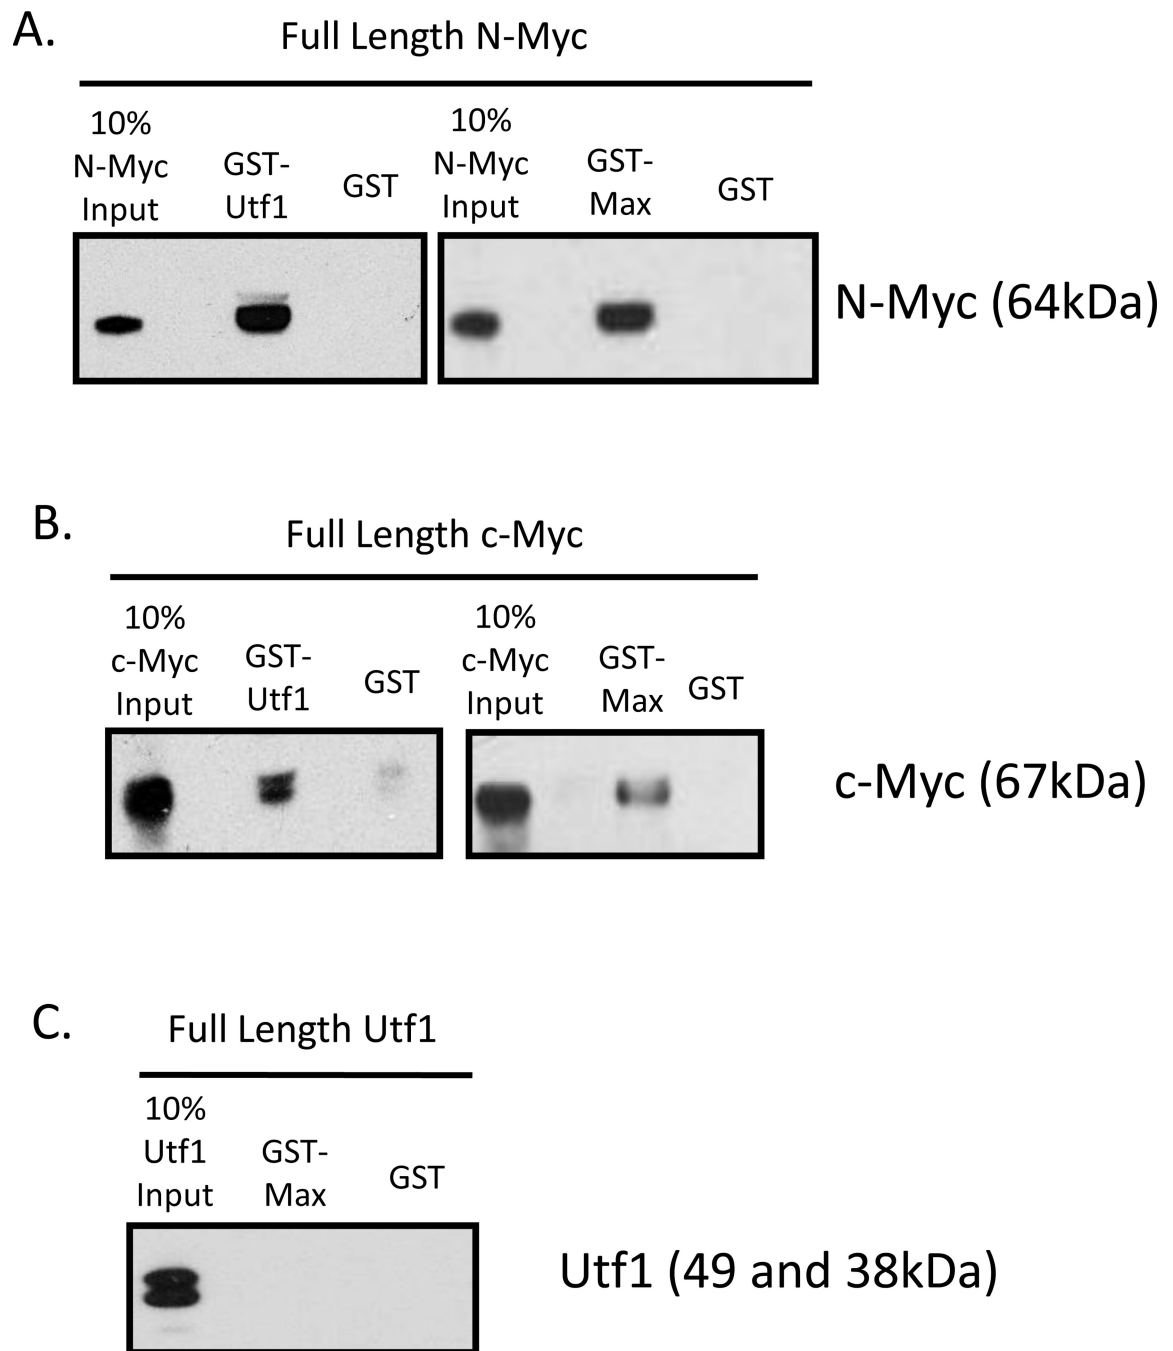 A.
Full Length N-Myc
10%
N-Myc
Input
GST-
Utf1
GST
10%
N-Myc
Input
GST-
Max
GST
N-Myc (64kDa)
B.
Full Length c-Myc
10%
c-Myc
Input
GST-
Utf1
GST
10%
c-Myc
Input
GST-
Max
GST
c-Myc (67kDa)
C.
Full Length Utf1
10%
Utf1
Input
GST-
Max
GST
Utf1 (49 and 38kDa)